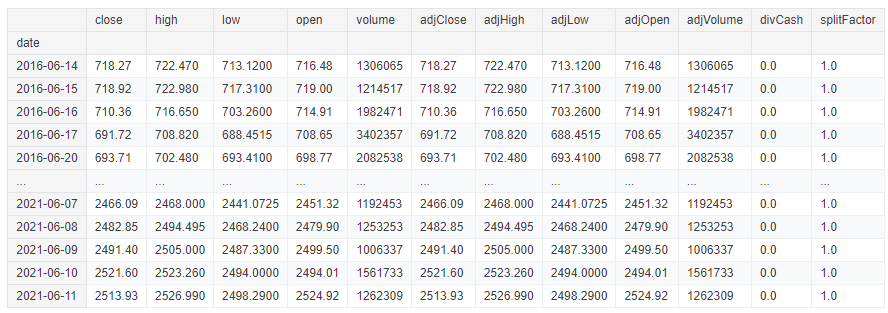 close high low open volume adjClose adjHigh adjLow adjOpen adjVolume divCash splitFactor
date
2016-06-14 718.27 722.470 713.1200 716.48 1306065 718.27 722.470 713.1200 716.48 1306065 0.0 1.0
2016-06-15 718.92 722.980 717.3100 719.00 1214517 718.92 722.980 717.3100 719.00 1214517 0.0 1.0
2016-06-16 710.36 716.650 703.2600 714.91 1982471 710.36 716.650 703.2600 714.91 1982471 0.0 1.0
2016-06-17 691.72 708.820 688.4515 708.65 3402357 691.72 708.820 688.4515 708.65 3402357 0.0 1.0
2016-06-20 693.71 702.480 693.4100 698.77 2082538 693.71 702.480 693.4100 698.77 2082538 0.0 1.0
... ... ... ... ... ... ... ... ... ... ... ... ...
2021-06-07 2466.09 2468.000 2441.0725 2451.32 1192453 2466.09 2468.000 2441.0725 2451.32 1192453 0.0 1.0
2021-06-08 2482.85 2494.495 2468.2400 2479.90 1253253 2482.85 2494.495 2468.2400 2479.90 1253253 0.0 1.0
2021-06-09 2491.40 2505.000 2487.3300 2499.50 1006337 2491.40 2505.000 2487.3300 2499.50 1006337 0.0 1.0
2021-06-10 2521.60 2523.260 2494.0000 2494.01 1561733 2521.60 2523.260 2494.0000 2494.01 1561733 0.0 1.0
2021-06-11 2513.93 2526.990 2498.2900 2524.92 1262309 2513.93 2526.990 2498.2900 2524.92 1262309 0.0 1.0